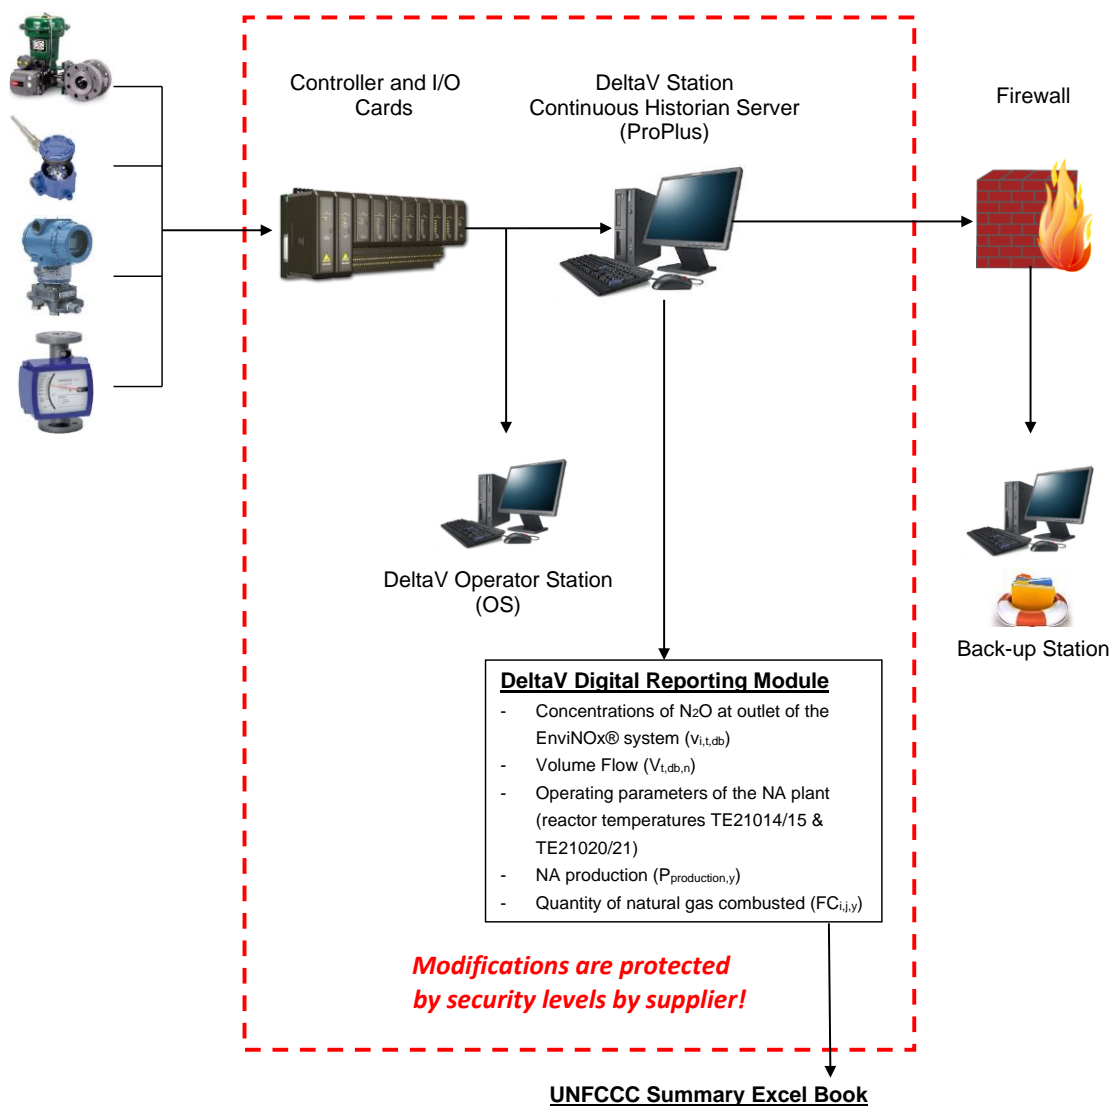 Controller and I/O
Cards
DeltaV Station
Continuous Historian Server
(ProPlus)
Firewall
DeltaV Operator Station
(OS)
Back-up Station
DeltaV Digital Reporting Module
- Concentrations of N2O at outlet of the
EnviNOx® system (vi,t,db)
- Volume Flow (Vt,db,n)
- Operating parameters of the NA plant
(reactor temperatures TE21014/15 &
TE21020/21)
- NA production (Pproduction,y)
- Quantity of natural gas combusted (FCi,j,y)
Modifications are protected
by security levels by supplier!
UNFCCC Summary Excel Book